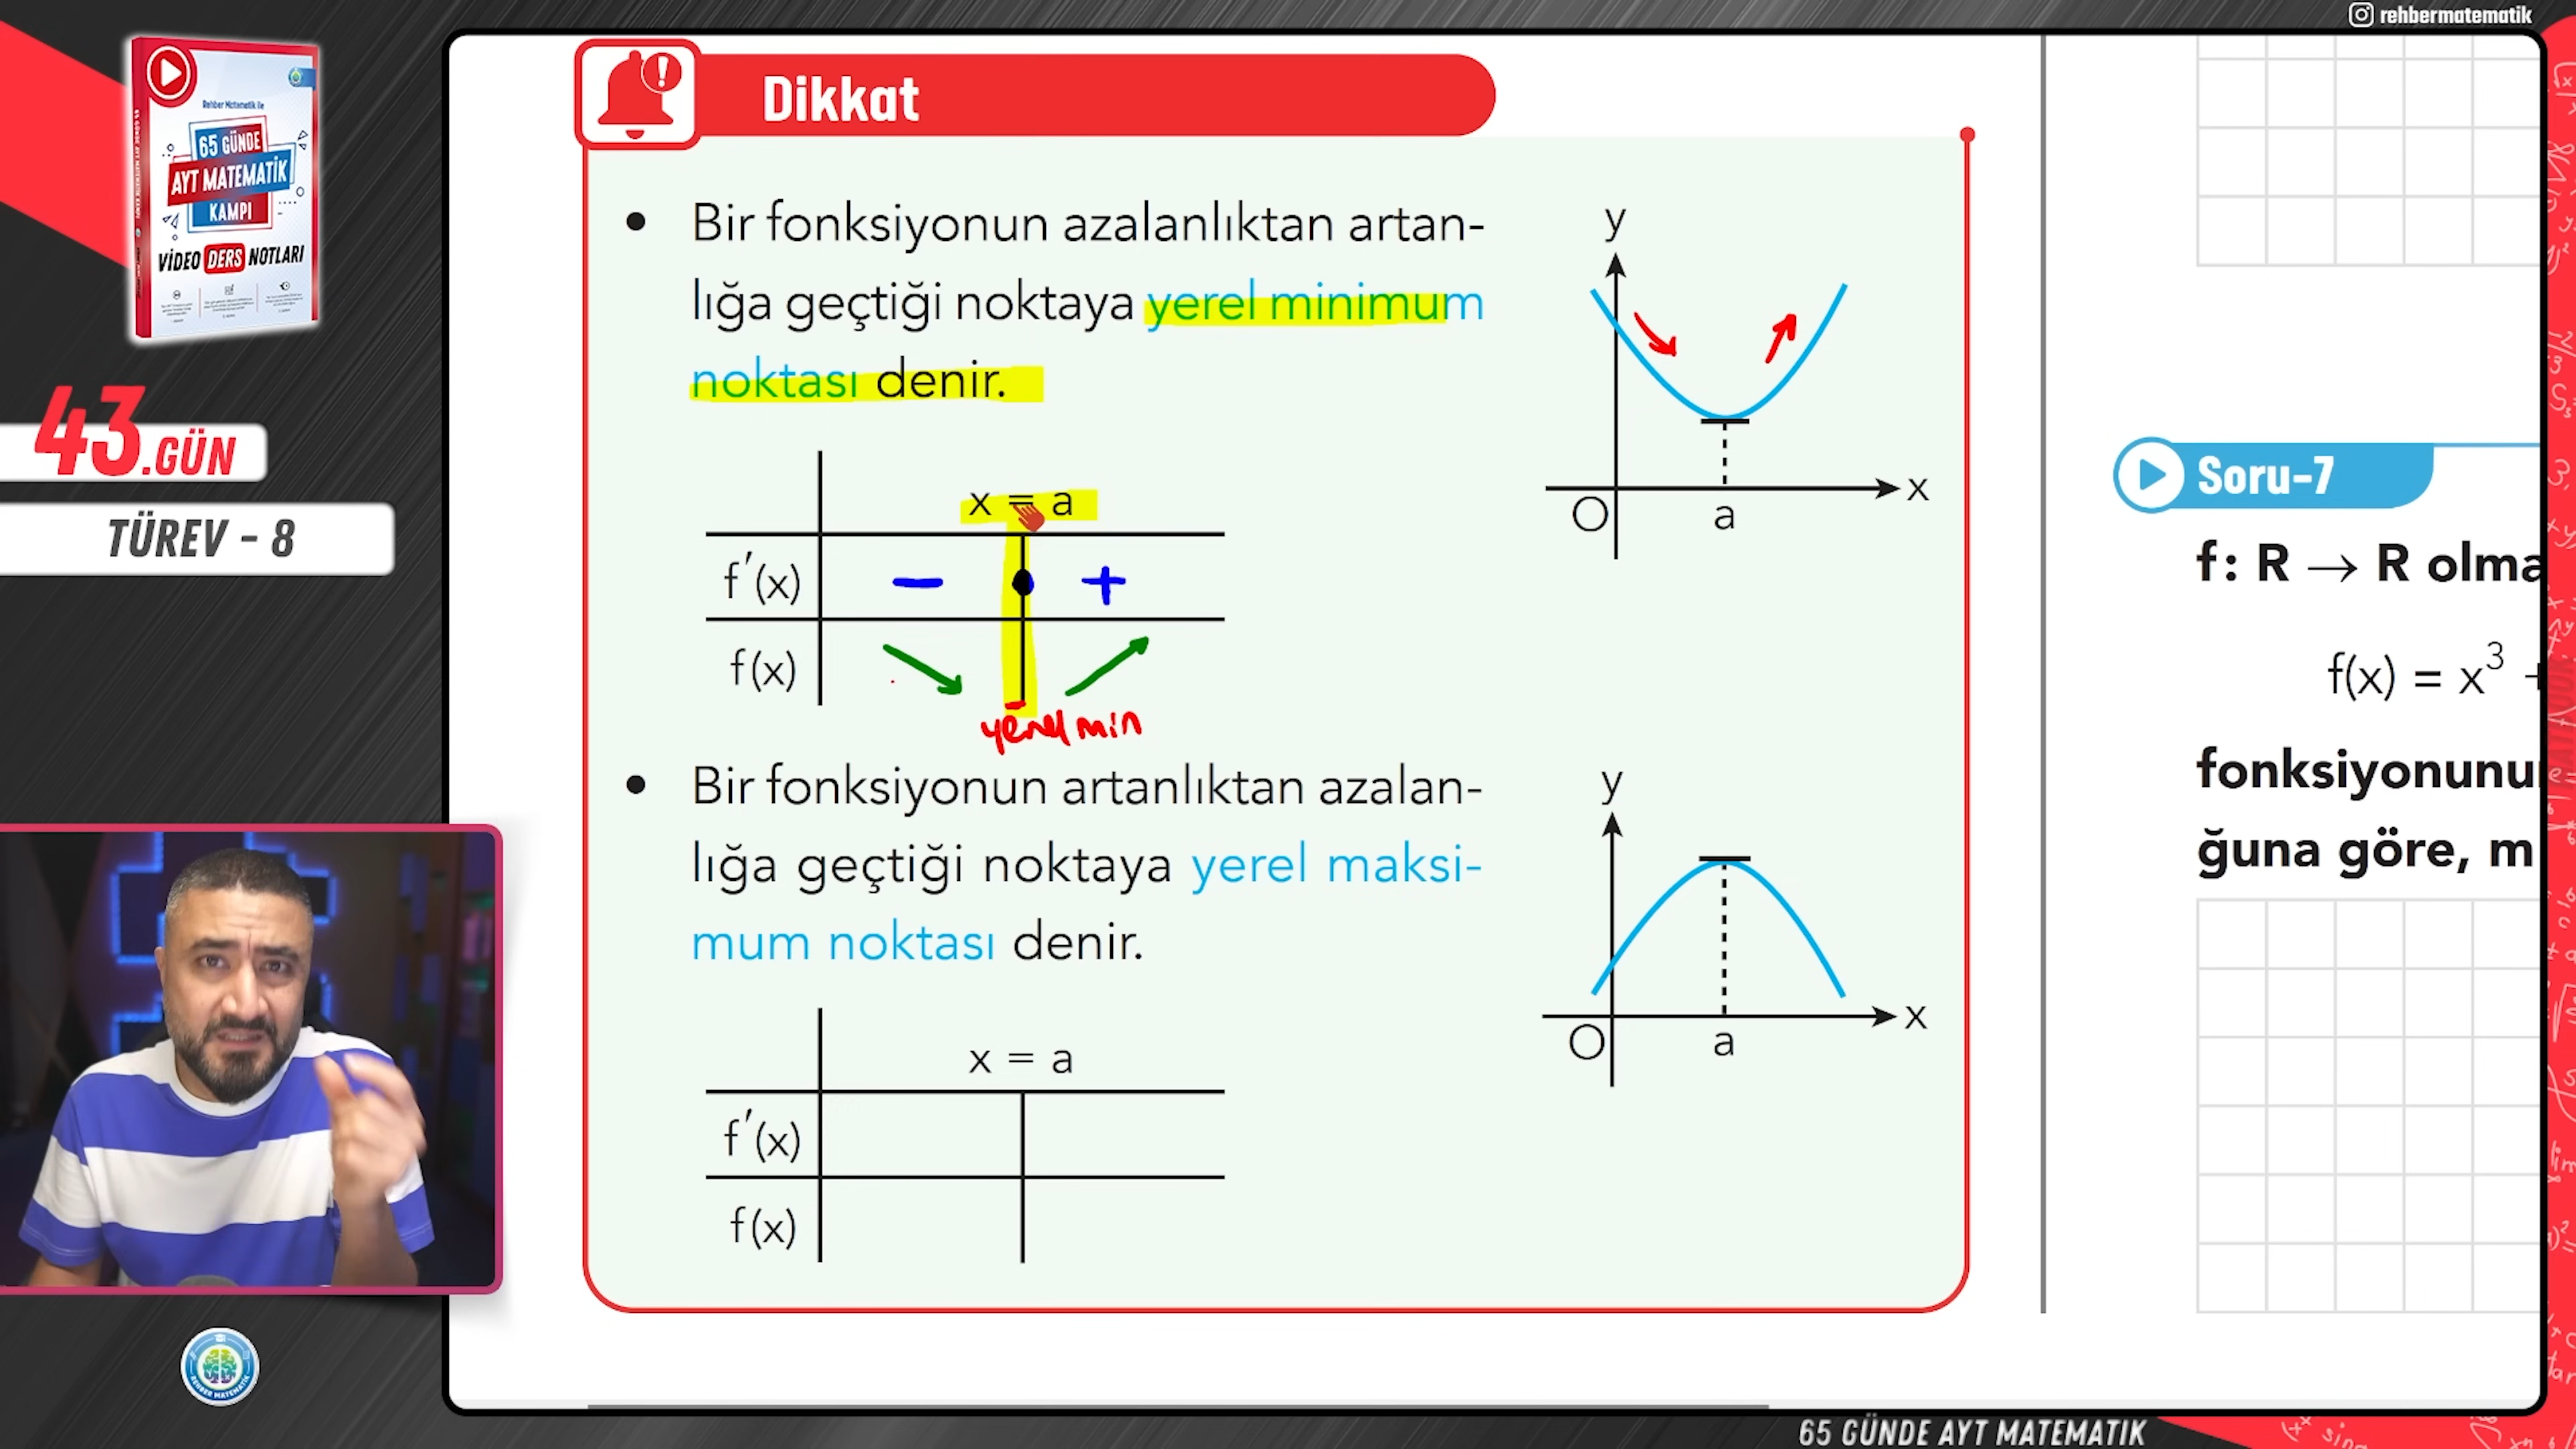 rehbermatematik
Rehber Matematik ile
65 GÜNDE
AYT MATEMATİK
KAMPI
VİDEO DERS NOTLARI
43.GÜN
TÜREV - 8
REHBER MATEMATİK
Dikkat
• Bir fonksiyonun azalanlıktan artan-
lığa geçtiği noktaya yerel minimum
noktası denir.
x = a
f′(x) − +
f(x)
yerel min
y
x
O
a
• Bir fonksiyonun artanlıktan azalan-
lığa geçtiği noktaya yerel maksi-
mum noktası denir.
x = a
f′(x)
f(x)
y
x
O
a
Soru-7
f: R → R olma
f(x) = x³ +
fonksiyonunu
ğuna göre, m
65 GÜNDE AYT MATEMATİK